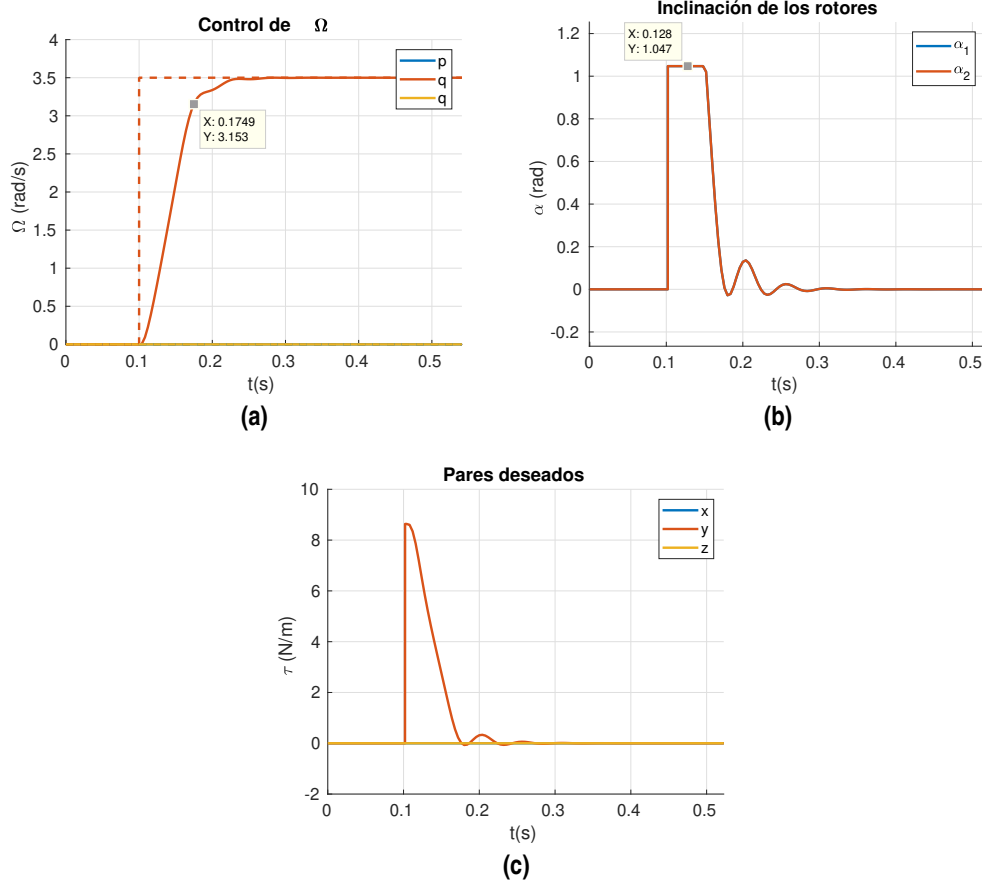 Control de Ω
4
3.5
3
2.5
2
1.5
1
0.5
0
Ω (rad/s)
p
q
q
X: 0.1749
Y: 3.153
0 0.1 0.2 0.3 0.4 0.5
t(s)
(a)
Inclinación de los rotores
1.2
1
0.8
0.6
0.4
0.2
0
-0.2
α (rad)
X: 0.128
Y: 1.047
α1
α2
0 0.1 0.2 0.3 0.4 0.5
t(s)
(b)
Pares deseados
10
8
6
4
2
0
-2
τ (N/m)
x
y
z
0 0.1 0.2 0.3 0.4 0.5
t(s)
(c)